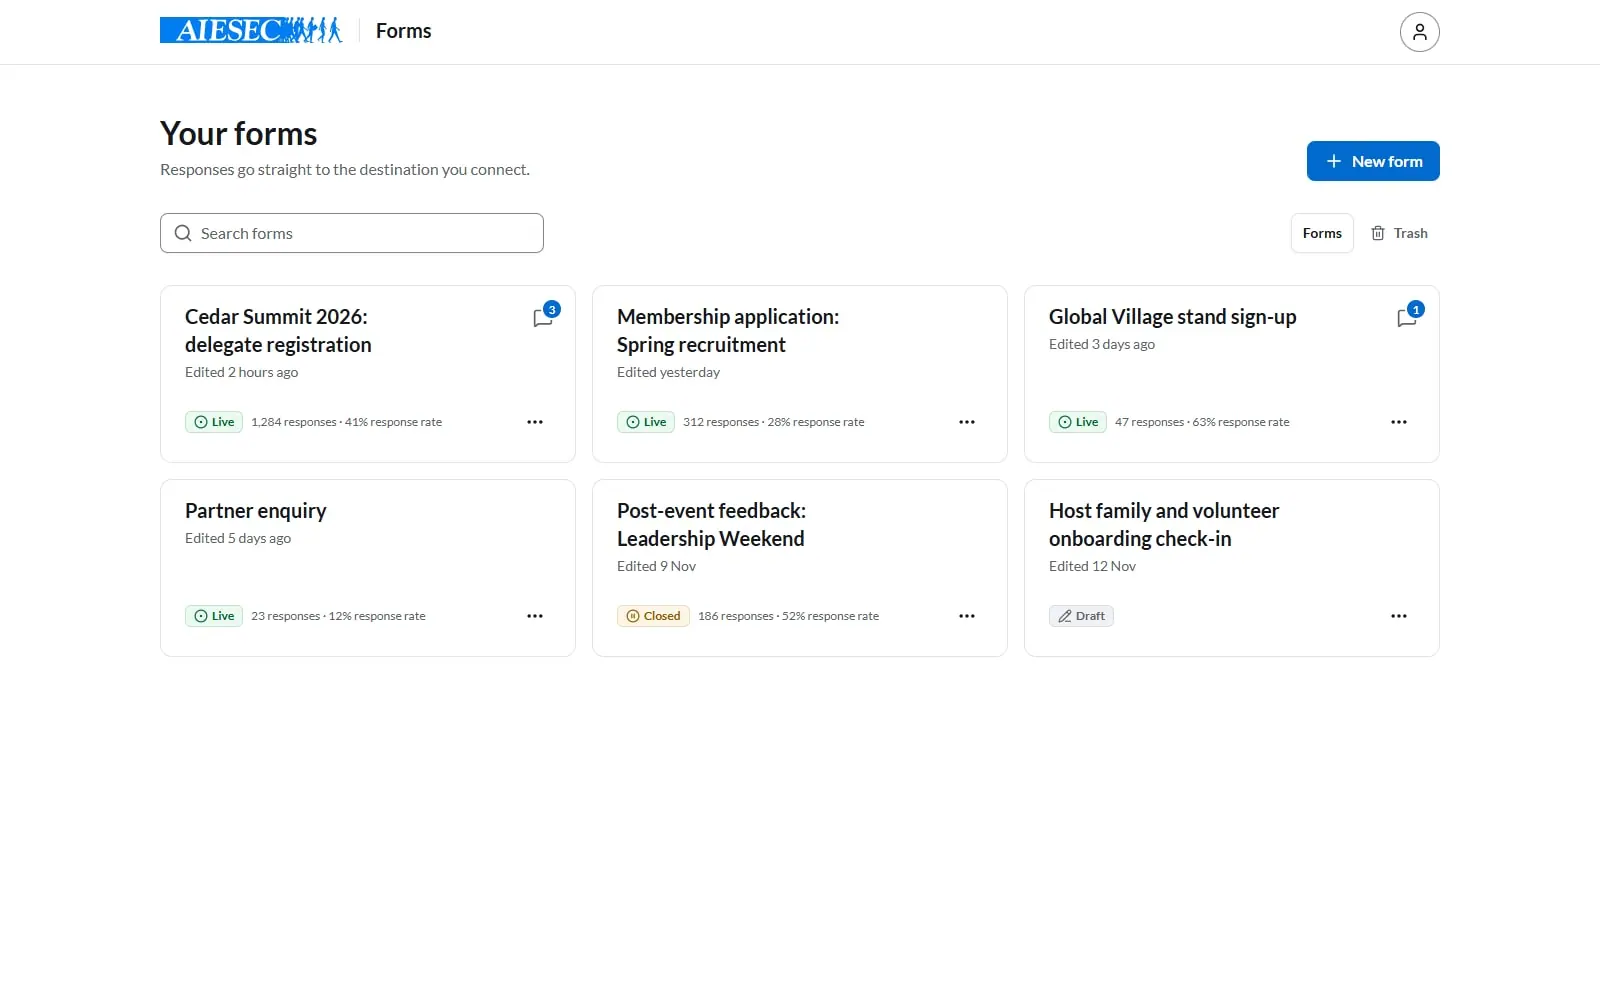 AIESEC
Forms
Your forms
Responses go straight to the destination you connect.
New form
Search forms
Forms
Trash
Cedar Summit 2026:
delegate registration
3
Edited 2 hours ago
Live
1,284 responses · 41% response rate
Membership application:
Spring recruitment
Edited yesterday
Live
312 responses · 28% response rate
Global Village stand sign-up
1
Edited 3 days ago
Live
47 responses · 63% response rate
Partner enquiry
Edited 5 days ago
Live
23 responses · 12% response rate
Post-event feedback:
Leadership Weekend
Edited 9 Nov
Closed
186 responses · 52% response rate
Host family and volunteer
onboarding check-in
Edited 12 Nov
Draft